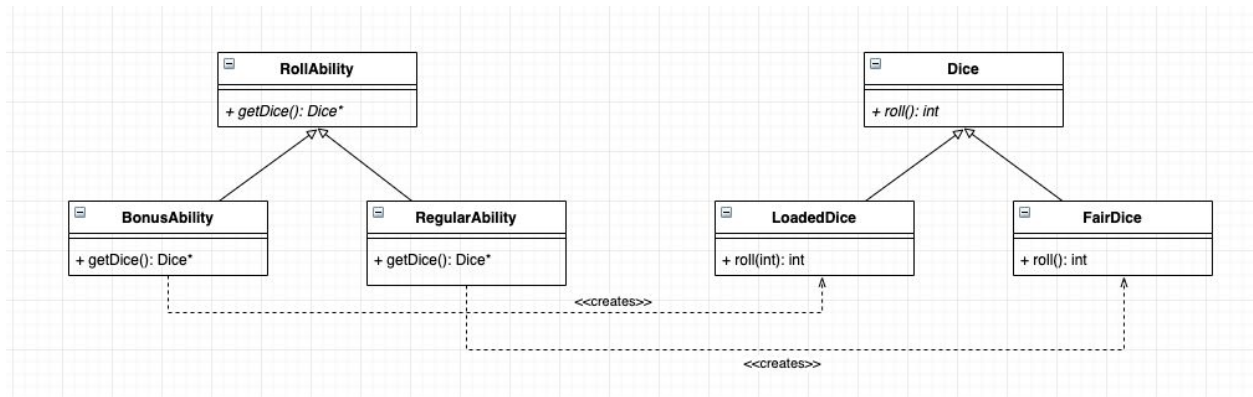 RollAbility
+ getDice(): Dice*
Dice
+ roll(): int
BonusAbility
+ getDice(): Dice*
RegularAbility
+ getDice(): Dice*
LoadedDice
+ roll(int): int
FairDice
+ roll(): int
<<creates>>
<<creates>>